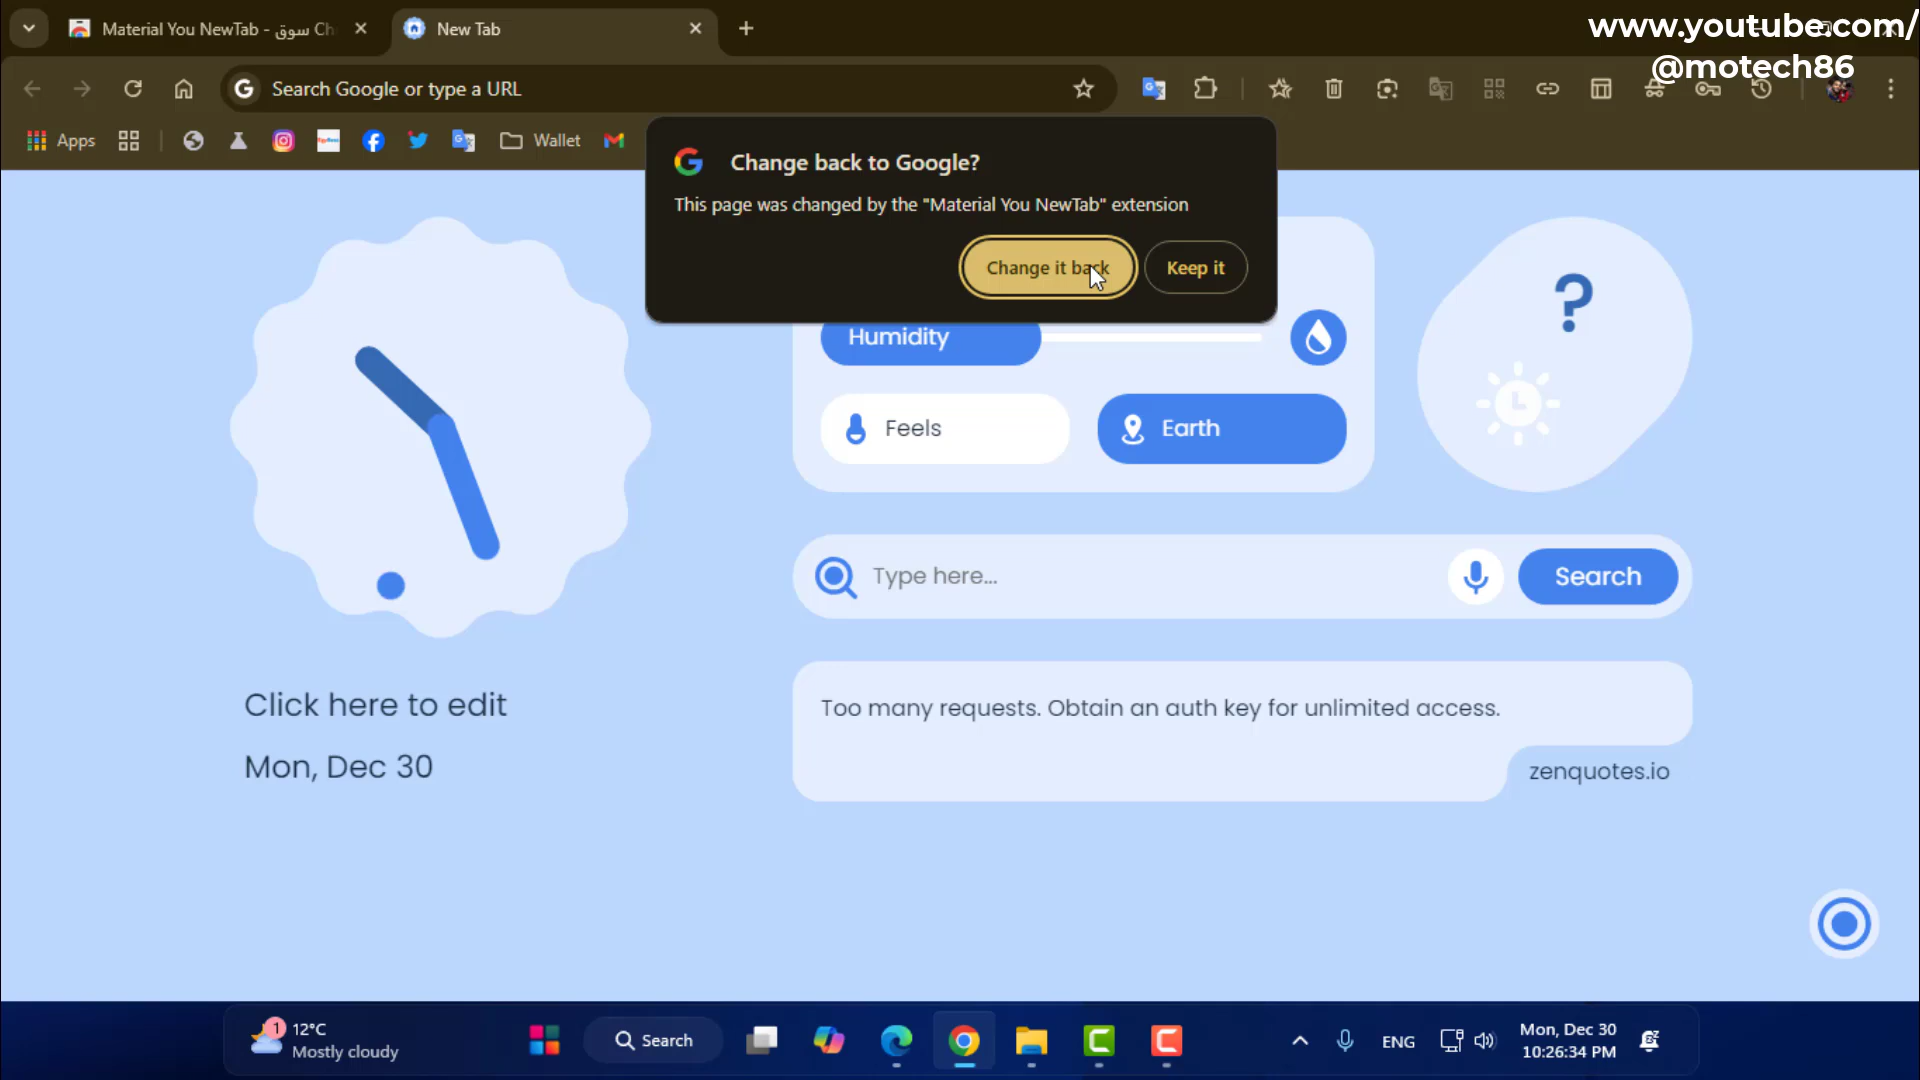 Material You NewTab - سوق Ch
New Tab
www.youtube.com/
@motech86
Search Google or type a URL
Apps
Wallet
Change back to Google?
This page was changed by the "Material You NewTab" extension
Change it back
Keep it
Humidity
?
Feels
Earth
Type here...
Search
Click here to edit
Mon, Dec 30
Too many requests. Obtain an auth key for unlimited access.
zenquotes.io
1
12°C
Mostly cloudy
Search
ENG
Mon, Dec 30
10:26:34 PM